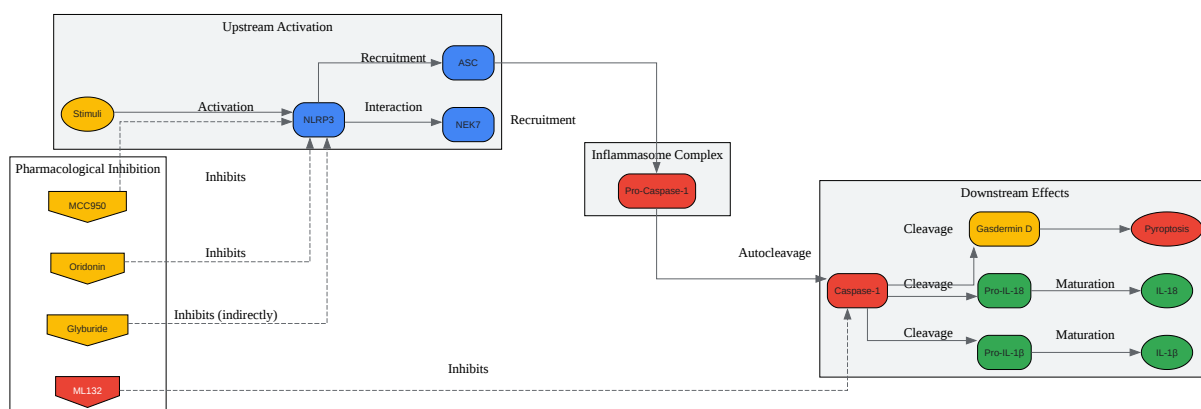 Upstream Activation
Recruitment
ASC
Stimuli
Activation
NLRP3
Interaction
NEK7
Recruitment
Pharmacological Inhibition
MCC950
Inhibits
Oridonin
Inhibits
Glyburide
Inhibits (indirectly)
ML132
Inhibits
Inflammasome Complex
Pro-Caspase-1
Autocleavage
Downstream Effects
Cleavage
Gasdermin D
Pyroptosis
Caspase-1
Cleavage
Pro-IL-18
Maturation
IL-18
Cleavage
Pro-IL-1β
Maturation
IL-1β